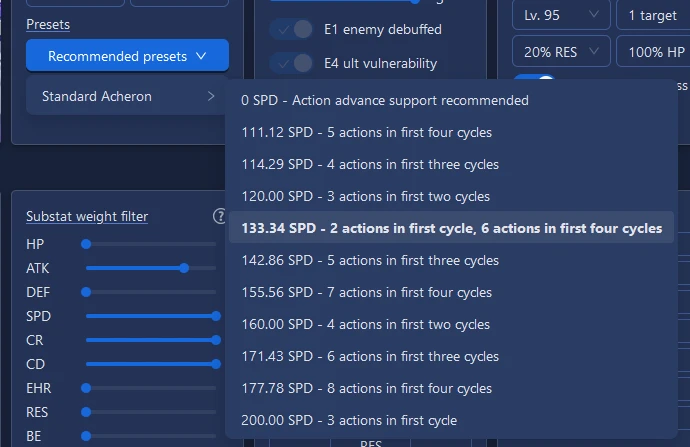 Presets
Recommended presets
Standard Acheron
E1 enemy debuffed
E4 ult vulnerability
Lv. 95
1 target
20% RES
100% HP
0 SPD - Action advance support recommended
111.12 SPD - 5 actions in first four cycles
114.29 SPD - 4 actions in first three cycles
120.00 SPD - 3 actions in first two cycles
133.34 SPD - 2 actions in first cycle, 6 actions in first four cycles
142.86 SPD - 5 actions in first three cycles
155.56 SPD - 7 actions in first four cycles
160.00 SPD - 4 actions in first two cycles
171.43 SPD - 6 actions in first three cycles
177.78 SPD - 8 actions in first four cycles
200.00 SPD - 3 actions in first cycle
Substat weight filter
?
HP
ATK
DEF
SPD
CR
CD
EHR
RES
BE
RES